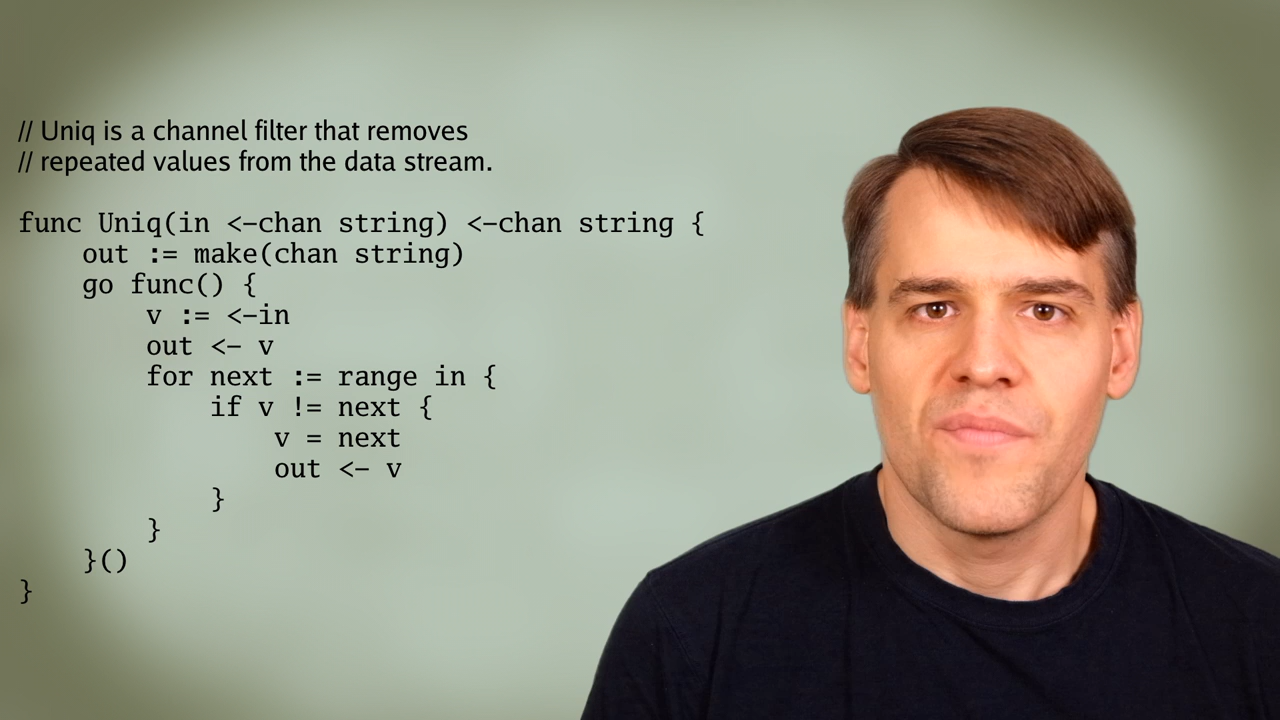 // Uniq is a channel filter that removes
// repeated values from the data stream.
func Uniq(in <-chan string) <-chan string {
    out := make(chan string)
    go func() {
        v := <-in
        out <- v
        for next := range in {
            if v != next {
                v = next
                out <- v
            }
        }
    }()
}